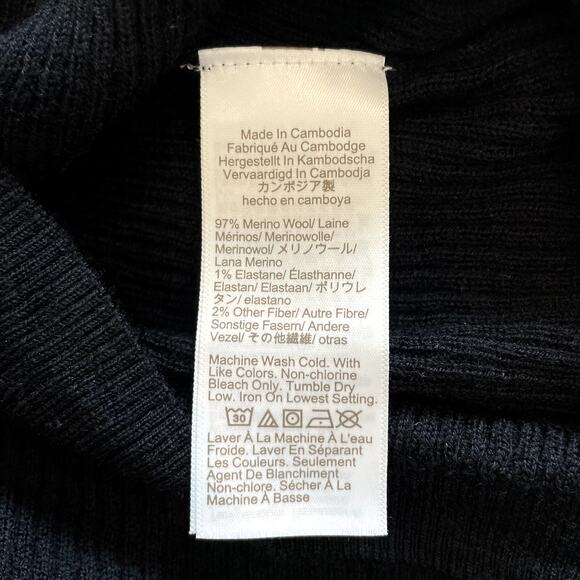 Made In Cambodia
Fabriqué Au Cambodge
Hergestellt In Kambodscha
Vervaardigd In Cambodja
カンボジア製
hecho en camboya
97% Merino Wool/ Laine
Mérinos/ Merinowolle/
Merinowol/ メリノウール/
Lana Merino
1% Elastane/ Élasthanne/
Elastan/ Elastaan/ ポリウレ
タン/ elastano
2% Other Fiber/ Autre Fibre/
Sonstige Fasern/ Andere
Vezel/ その他繊維/ otras
Machine Wash Cold. With
Like Colors. Non-chlorine
Bleach Only. Tumble Dry
Low. Iron On Lowest Setting.
30
Laver À La Machine À L'eau
Froide. Laver En Séparant
Les Couleurs. Seulement
Agent De Blanchiment
Non-chlore. Sécher À La
Machine À Basse